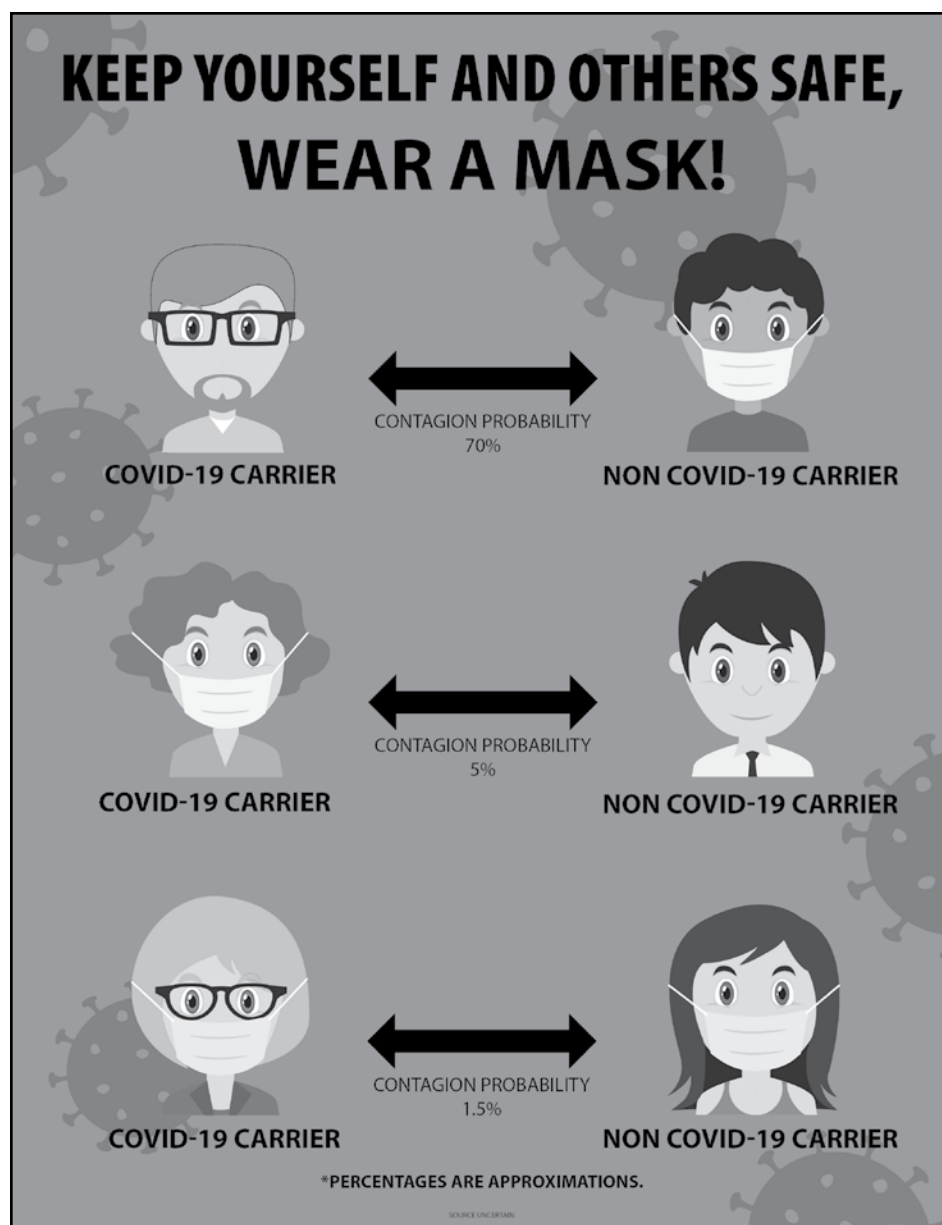 KEEP YOURSELF AND OTHERS SAFE,
WEAR A MASK!
CONTAGION PROBABILITY
70%
COVID-19 CARRIER
NON COVID-19 CARRIER
CONTAGION PROBABILITY
5%
COVID-19 CARRIER
NON COVID-19 CARRIER
CONTAGION PROBABILITY
1.5%
COVID-19 CARRIER
NON COVID-19 CARRIER
*PERCENTAGES ARE APPROXIMATIONS.
SOURCE UNCERTAIN